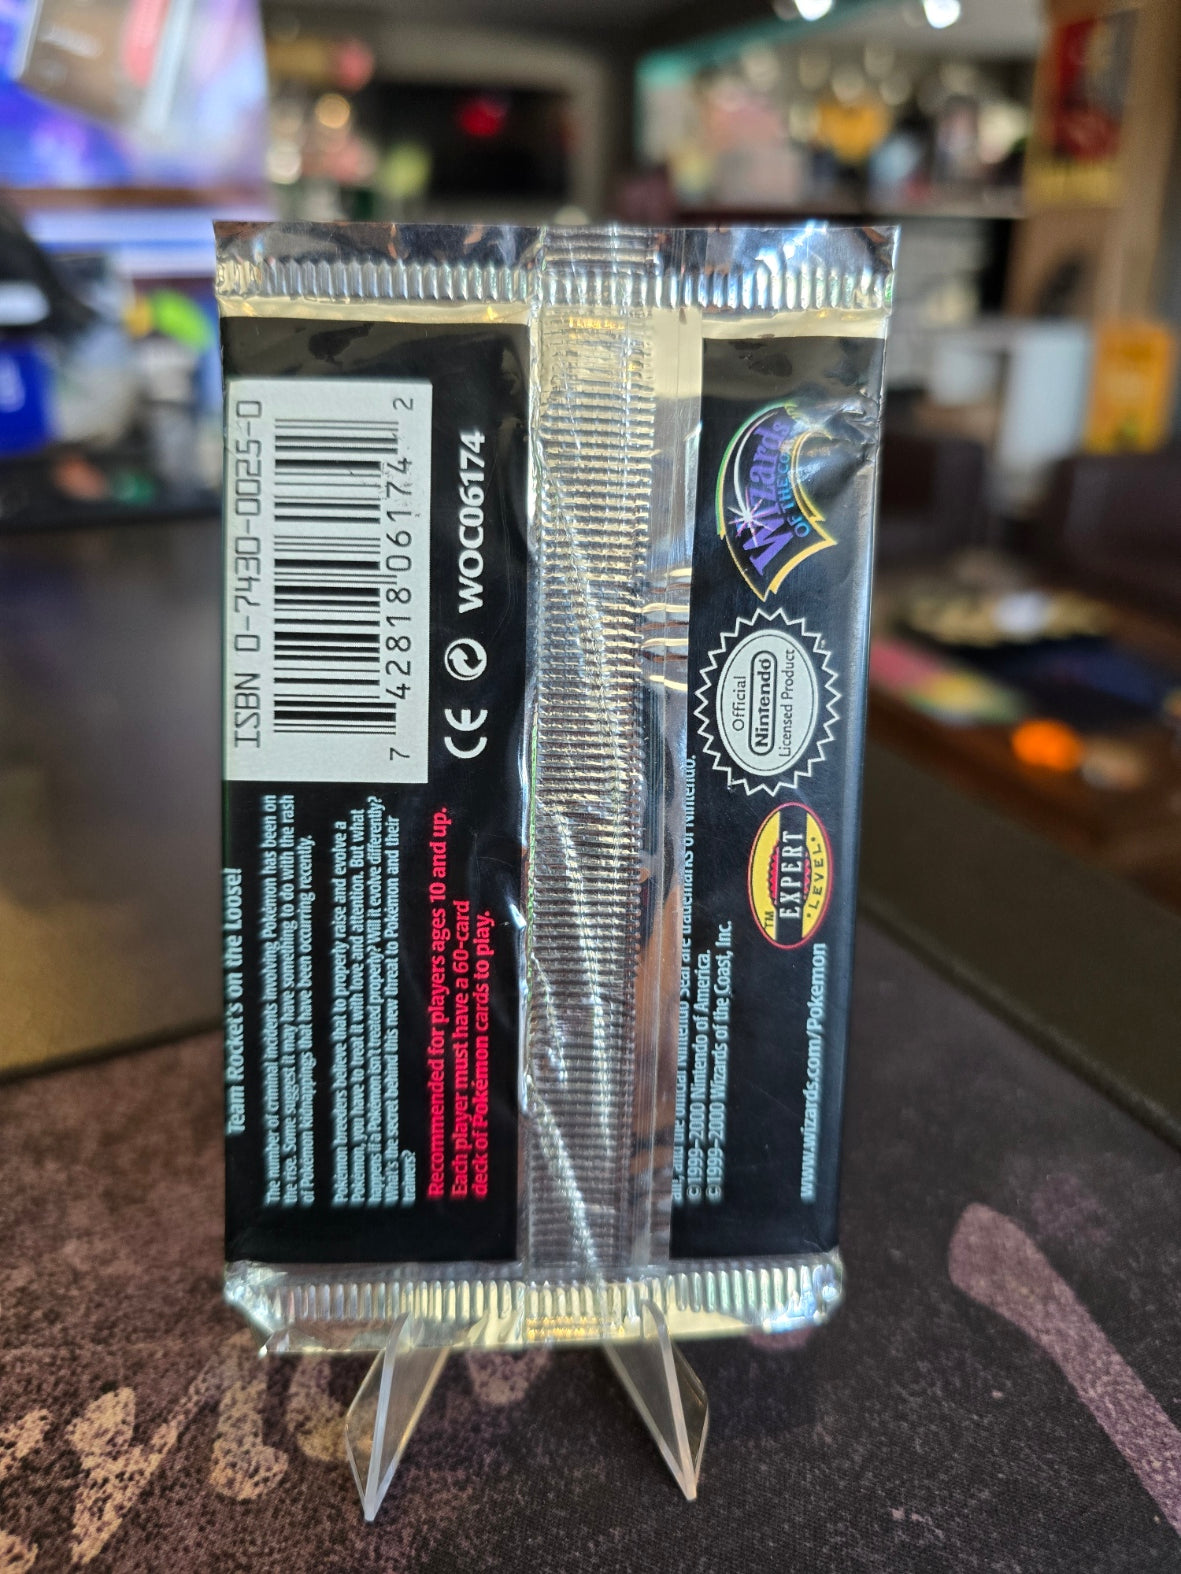 Team Rocket's on the Loose!
The number of criminal incidents involving Pokémon has been on
the rise. Some suggest it may have something to do with the rash
of Pokémon kidnappings that have been occurring recently.
Pokémon breeders believe that to properly raise and evolve a
Pokémon, you have to treat it with love and attention. But what
happens if a Pokémon isn't treated properly? Will it evolve differently?
What's the
threat to Pokémon and their
Recommended for players ages 10 and up.
Each player must have a 60-card
deck of Pokémon cards to play.
ISBN 0-7430-0025-0
7 42818 06174 2
CE WOC06174
are trademarks of Nintendo.
©1999-2000 Nintendo of America.
©1999-2000 Wizards of the Coast, Inc.
www.wizards.com/Pokemon
TM
EXPERT
LEVEL
Official
Nintendo
Licensed Product
Wizards
OF THE COAST